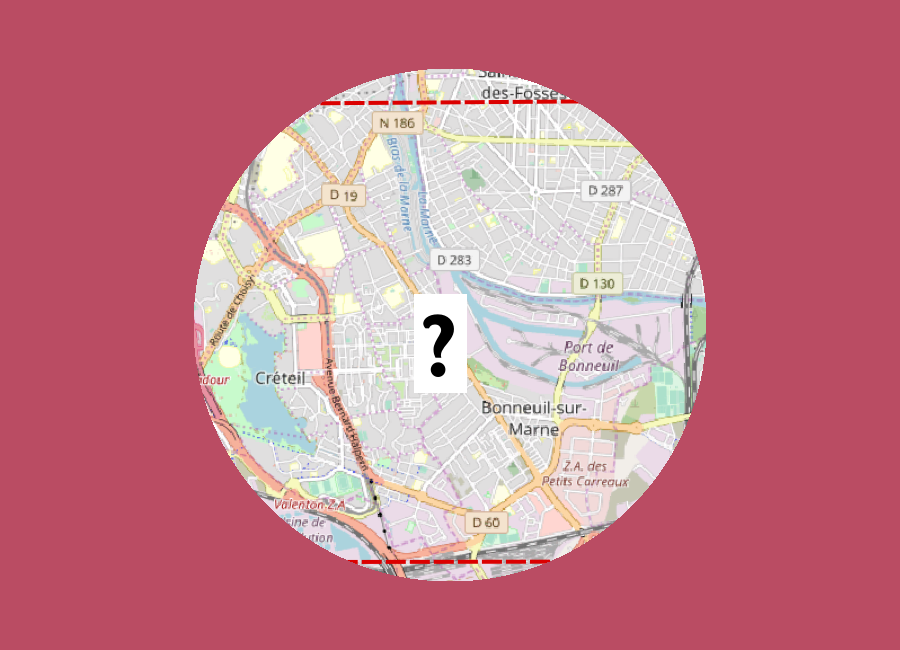 des-Fosse
N 186
Bras de la Marne
La Marne
D 19
D 287
D 283
D 130
Route de Choisy
?
Port de
Bonneuil
Créteil
Avenue Bernard Halpern
Bonneuil-sur-
Marne
Z.A. des
Petits Carreaux
Valenton Z.A
D 60